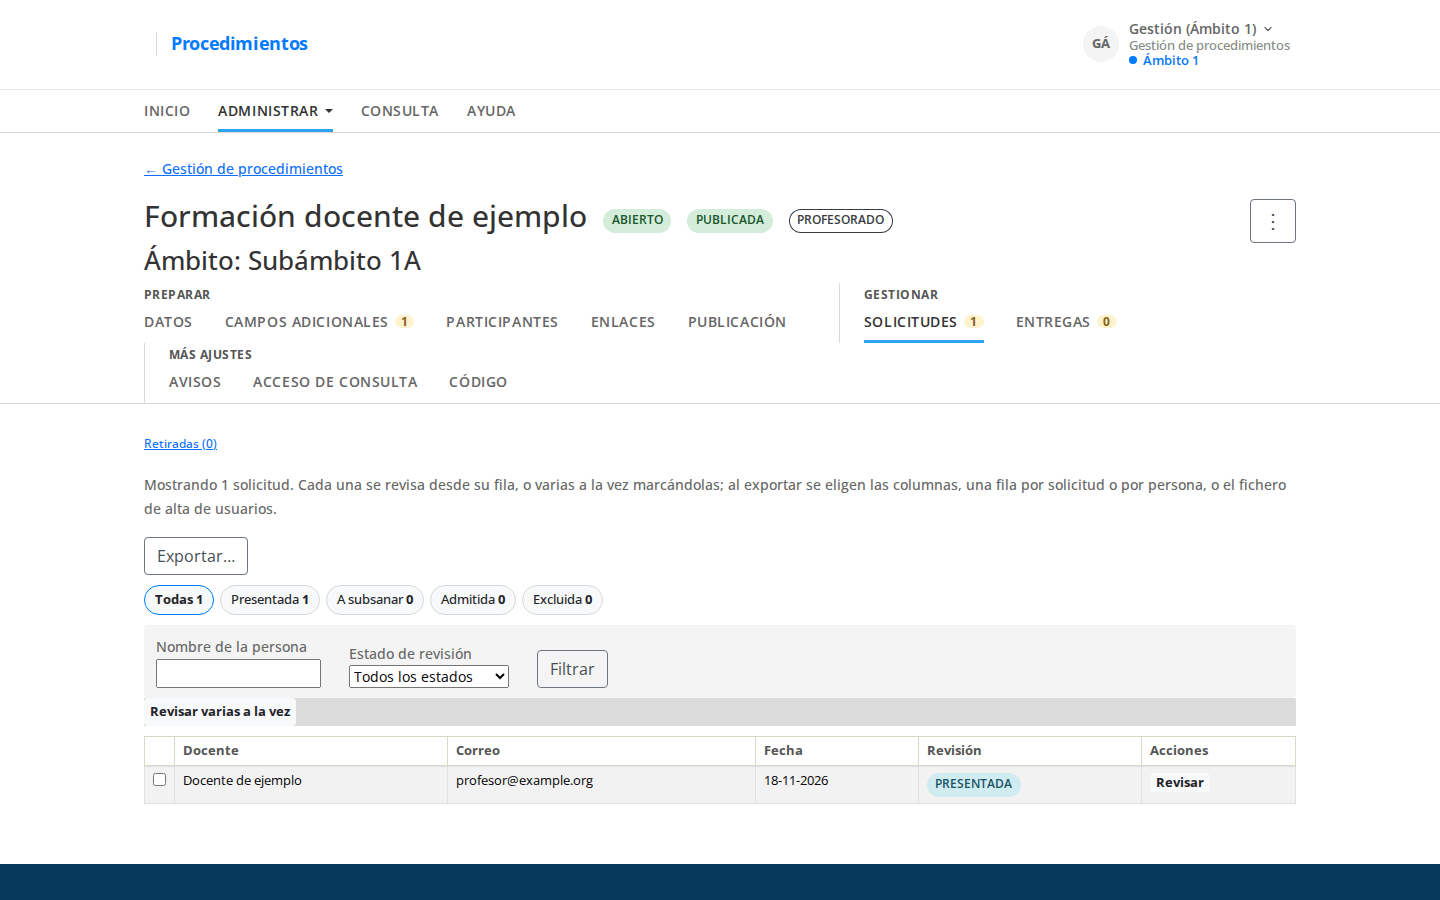 Procedimientos
GÁ
Gestión (Ámbito 1)
Gestión de procedimientos
Ámbito 1
INICIO ADMINISTRAR CONSULTA AYUDA
← Gestión de procedimientos
Formación docente de ejemplo ABIERTO PUBLICADA PROFESORADO
⋮
Ámbito: Subámbito 1A
PREPARAR
DATOS CAMPOS ADICIONALES 1 PARTICIPANTES ENLACES PUBLICACIÓN
GESTIONAR
SOLICITUDES 1 ENTREGAS 0
MÁS AJUSTES
AVISOS ACCESO DE CONSULTA CÓDIGO
Retiradas (0)
Mostrando 1 solicitud. Cada una se revisa desde su fila, o varias a la vez marcándolas; al exportar se eligen las columnas, una fila por solicitud o por persona, o el fichero
de alta de usuarios.
Exportar...
Todas 1 Presentada 1 A subsanar 0 Admitida 0 Excluida 0
Nombre de la persona
Estado de revisión
Todos los estados
Filtrar
Revisar varias a la vez
Docente Correo Fecha Revisión Acciones
Docente de ejemplo profesor@example.org 18-11-2026 PRESENTADA Revisar